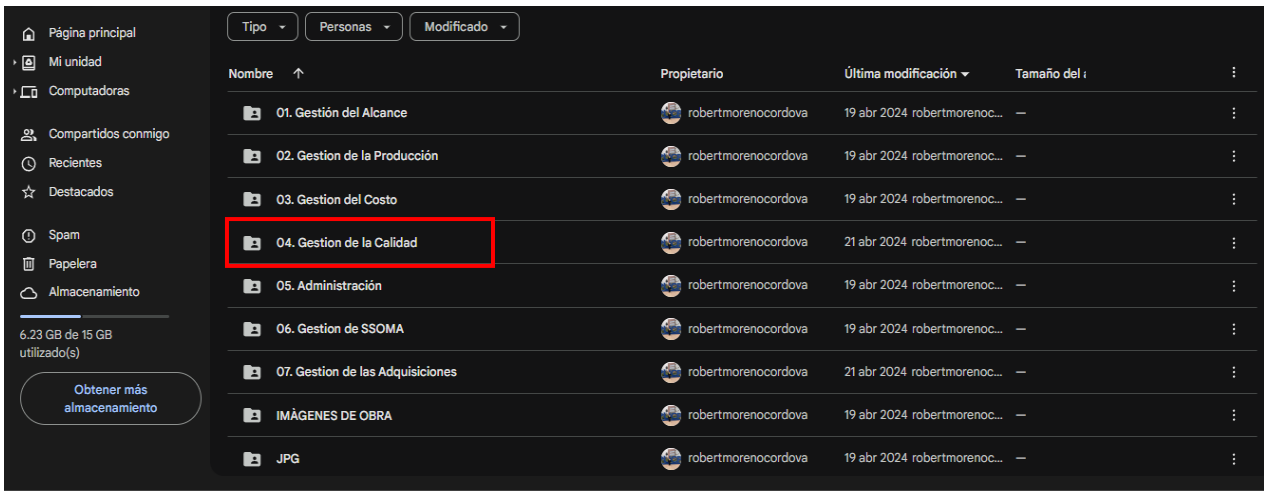 Página principal
Mi unidad
Computadoras
Compartidos conmigo
Recientes
Destacados
Spam
Papelera
Almacenamiento
6.23 GB de 15 GB
utilizado(s)
Obtener más
almacenamiento
Tipo Personas Modificado
Nombre Propietario Última modificación Tamaño del
01. Gestión del Alcance robertmorenocordova 19 abr 2024 robertmorenoc... —
02. Gestion de la Producción robertmorenocordova 19 abr 2024 robertmorenoc... —
03. Gestion del Costo robertmorenocordova 19 abr 2024 robertmorenoc... —
04. Gestion de la Calidad robertmorenocordova 21 abr 2024 robertmorenoc... —
05. Administración robertmorenocordova 19 abr 2024 robertmorenoc... —
06. Gestion de SSOMA robertmorenocordova 19 abr 2024 robertmorenoc... —
07. Gestion de las Adquisiciones robertmorenocordova 21 abr 2024 robertmorenoc... —
IMÀGENES DE OBRA robertmorenocordova 19 abr 2024 robertmorenoc... —
JPG robertmorenocordova 19 abr 2024 robertmorenoc... —